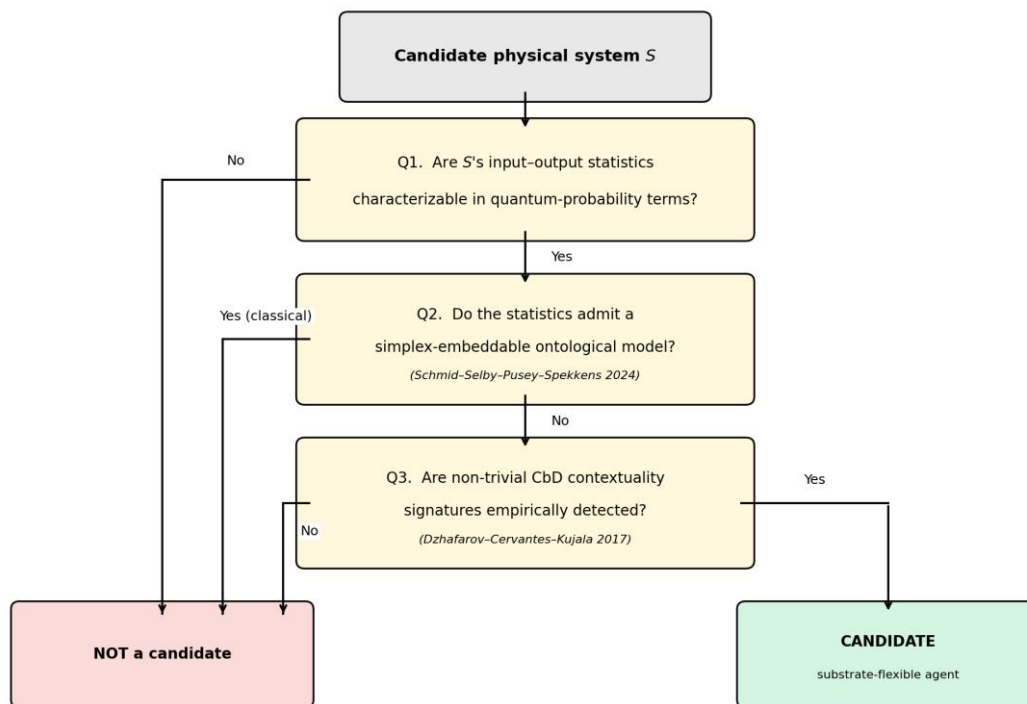 Candidate physical system S
Q1. Are S's input–output statistics
characterizable in quantum-probability terms?
No
Yes
Q2. Do the statistics admit a
simplex-embeddable ontological model?
(Schmid–Selby–Pusey–Spekkens 2024)
Yes (classical)
No
Q3. Are non-trivial CbD contextuality
signatures empirically detected?
(Dzhafarov–Cervantes–Kujala 2017)
No
Yes
NOT a candidate
CANDIDATE
substrate-flexible agent